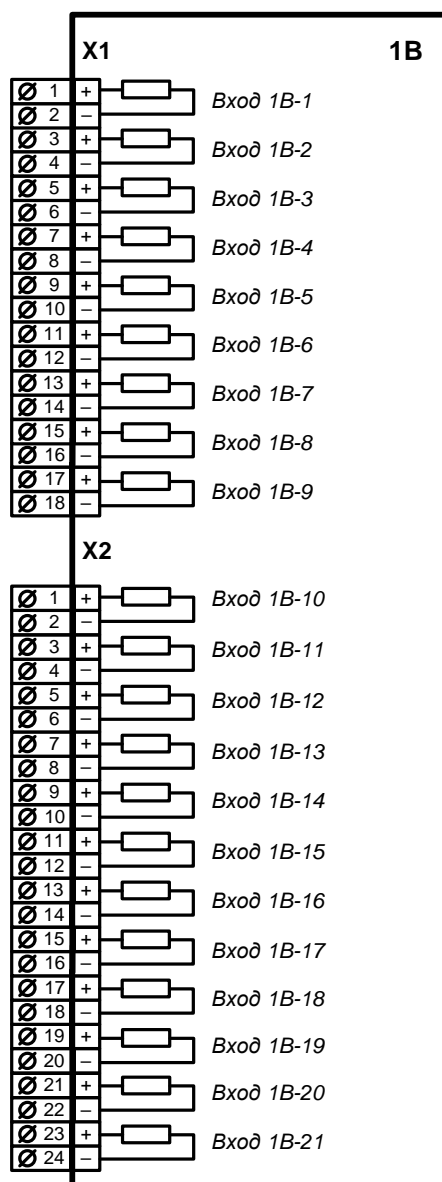 X1 1В
1 + Вход 1В-1
2 –
3 + Вход 1В-2
4 –
5 + Вход 1В-3
6 –
7 + Вход 1В-4
8 –
9 + Вход 1В-5
10 –
11 + Вход 1В-6
12 –
13 + Вход 1В-7
14 –
15 + Вход 1В-8
16 –
17 + Вход 1В-9
18 –
X2
1 + Вход 1В-10
2 –
3 + Вход 1В-11
4 –
5 + Вход 1В-12
6 –
7 + Вход 1В-13
8 –
9 + Вход 1В-14
10 –
11 + Вход 1В-15
12 –
13 + Вход 1В-16
14 –
15 + Вход 1В-17
16 –
17 + Вход 1В-18
18 –
19 + Вход 1В-19
20 –
21 + Вход 1В-20
22 –
23 + Вход 1В-21
24 –